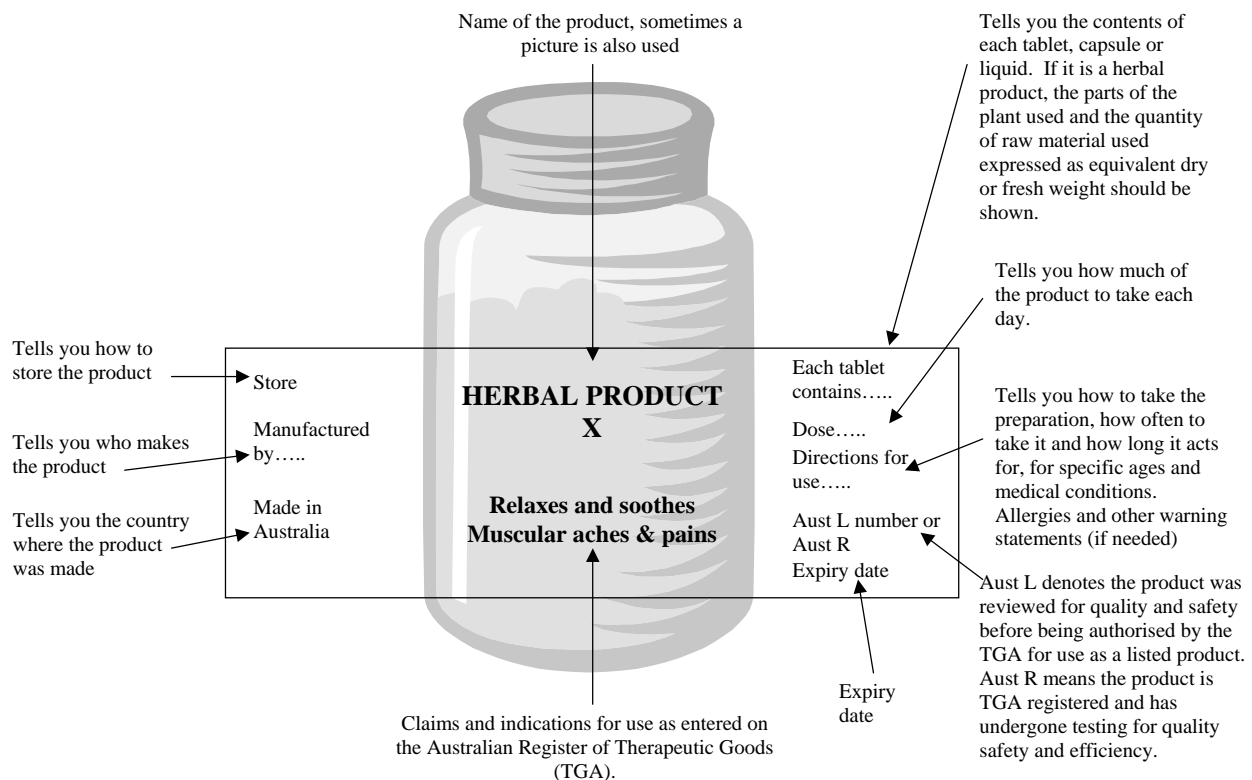 Name of the product, sometimes a
picture is also used
Tells you the contents of
each tablet, capsule or
liquid.  If it is a herbal
product, the parts of the
plant used and the quantity
of raw material used
expressed as equivalent dry
or fresh weight should be
shown.
Tells you how much of
the product to take each
day.
Tells you how to
store the product
Tells you who makes
the product
Tells you the country
where the product
was made
Store
Manufactured
by…..
Made in
Australia
HERBAL PRODUCT
X
Relaxes and soothes
Muscular aches & pains
Each tablet
contains…..
Dose…..
Directions for
use…..
Aust L number or
Aust R
Expiry date
Tells you how to take the
preparation, how often to
take it and how long it acts
for, for specific ages and
medical conditions.
Allergies and other warning
statements (if needed)
Aust L denotes the product was
reviewed for quality and safety
before being authorised by the
TGA for use as a listed product.
Aust R means the product is
TGA registered and has
undergone testing for quality
safety and efficiency.
Expiry
date
Claims and indications for use as entered on
the Australian Register of Therapeutic Goods
(TGA).